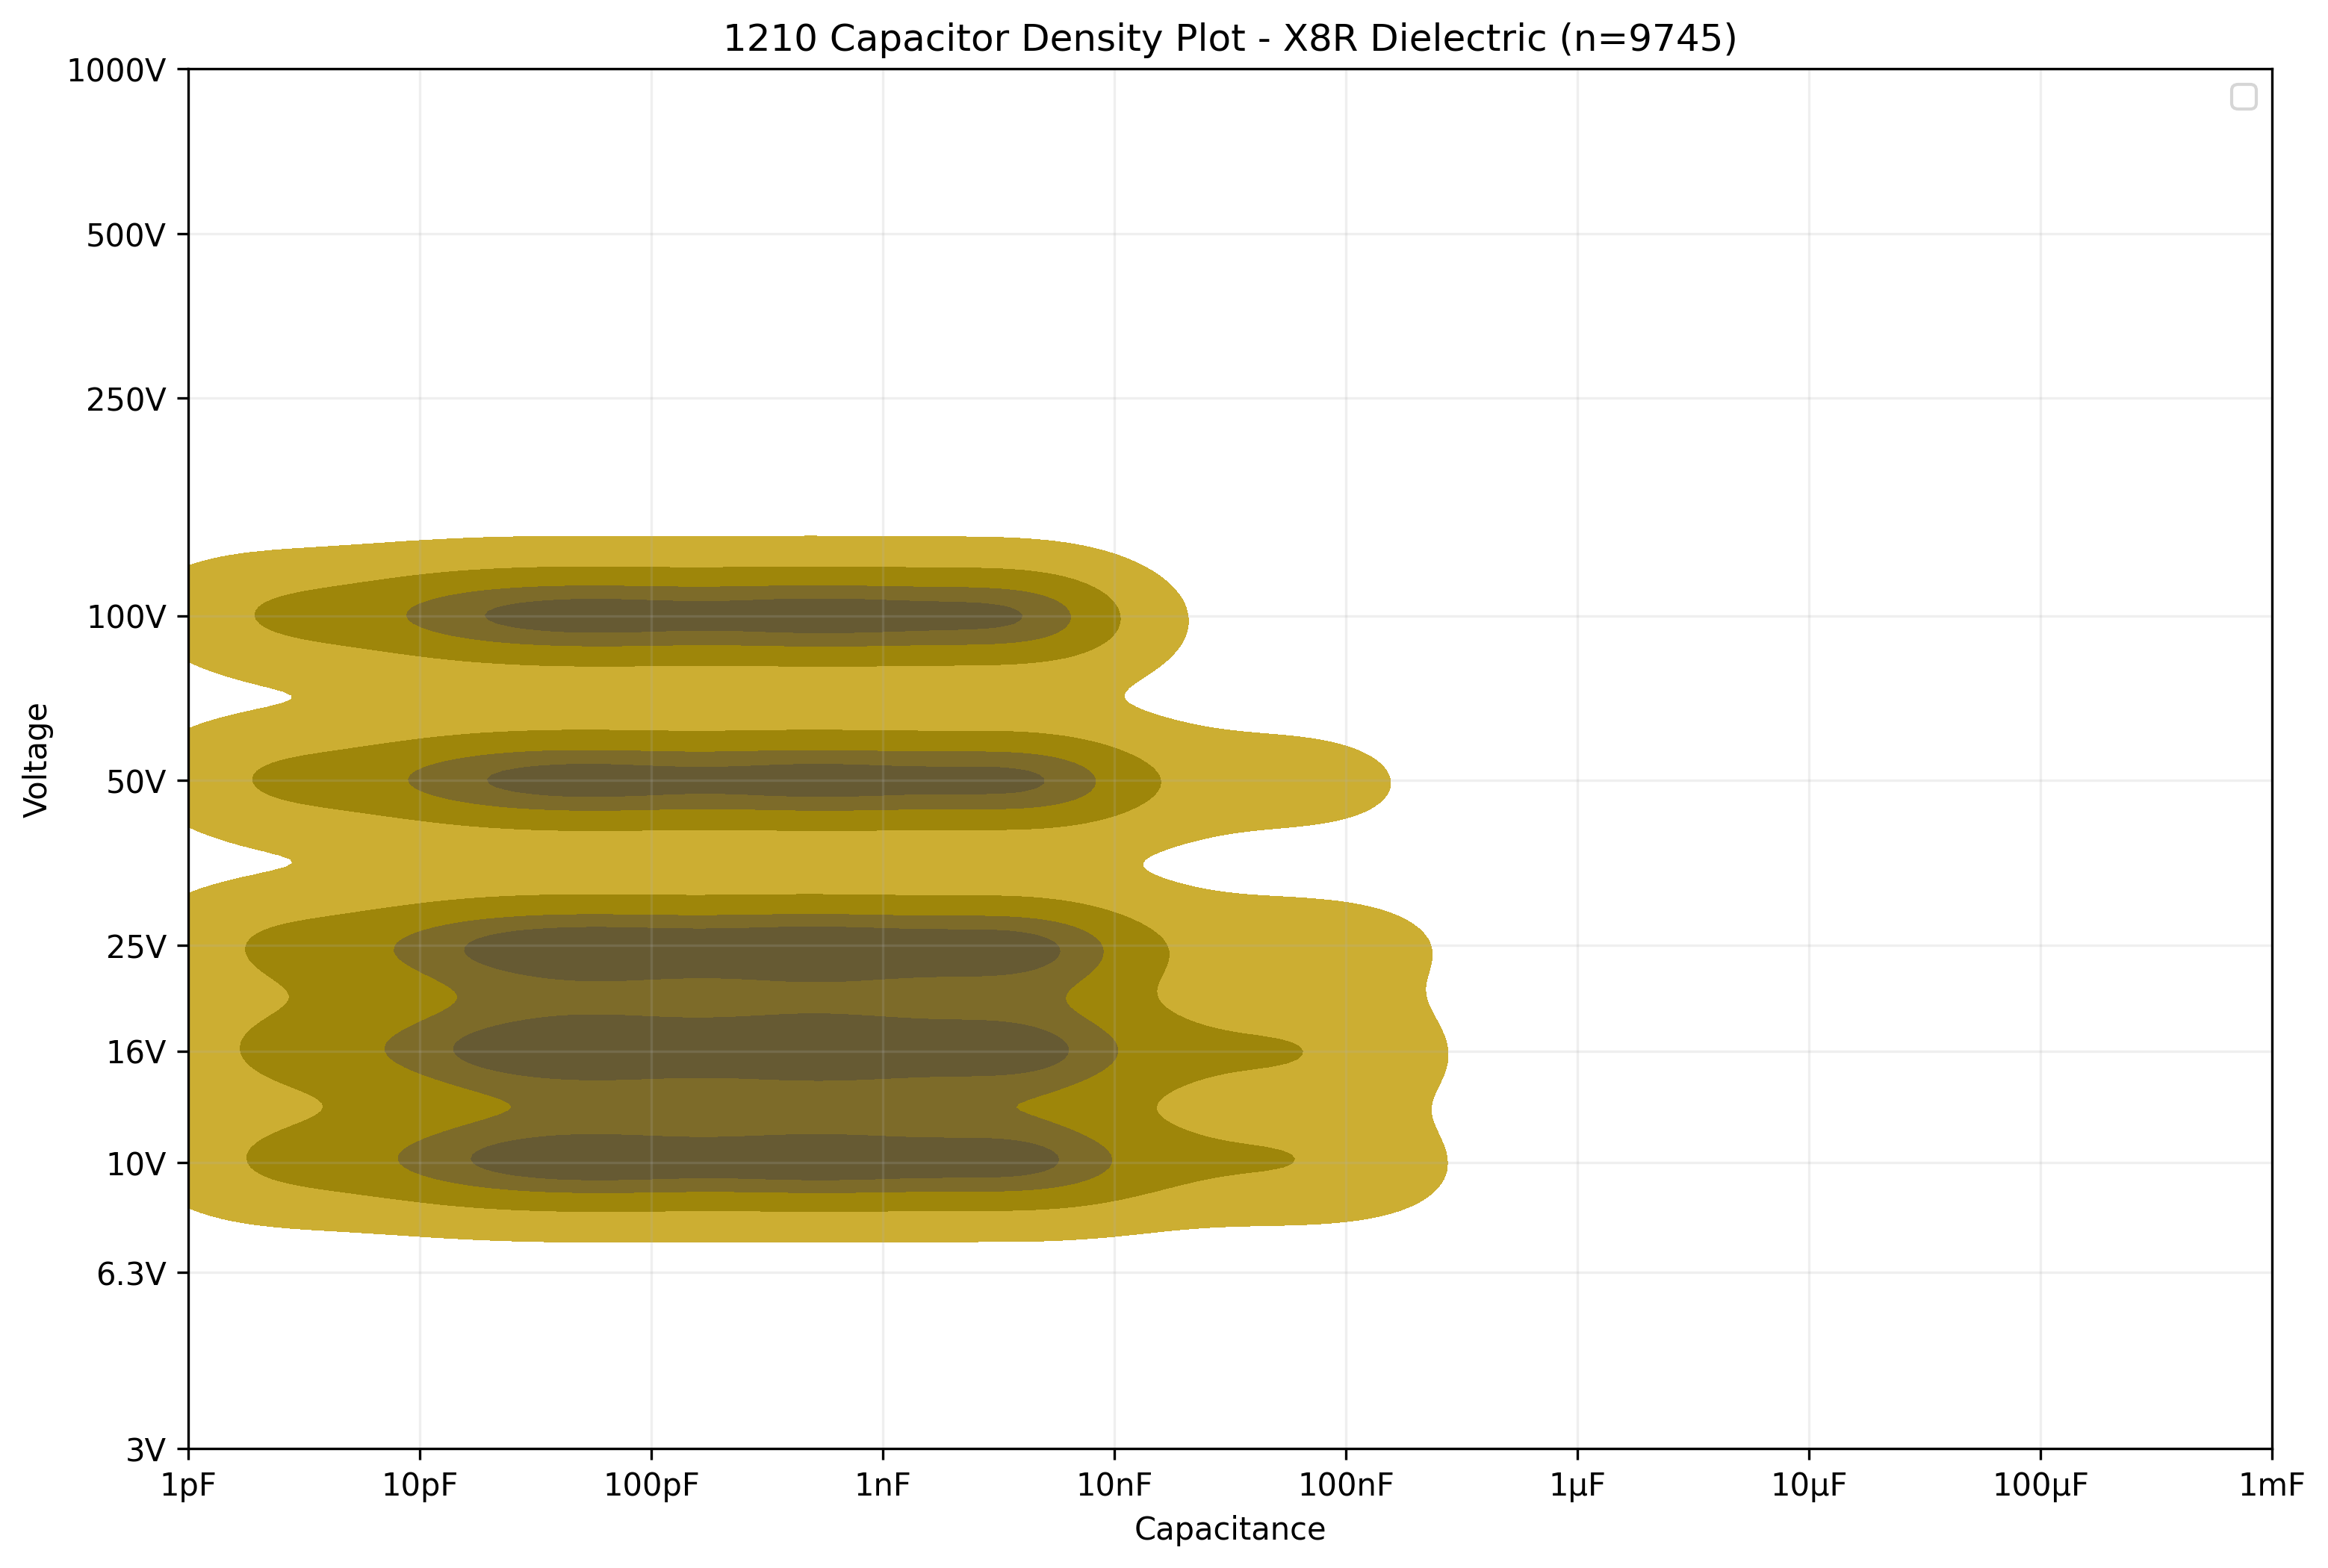 1210 Capacitor Density Plot - X8R Dielectric (n=9745)
1000V
500V
250V
100V
50V
25V
16V
10V
6.3V
3V
Voltage
1pF 10pF 100pF 1nF 10nF 100nF 1µF 10µF 100µF 1mF
Capacitance